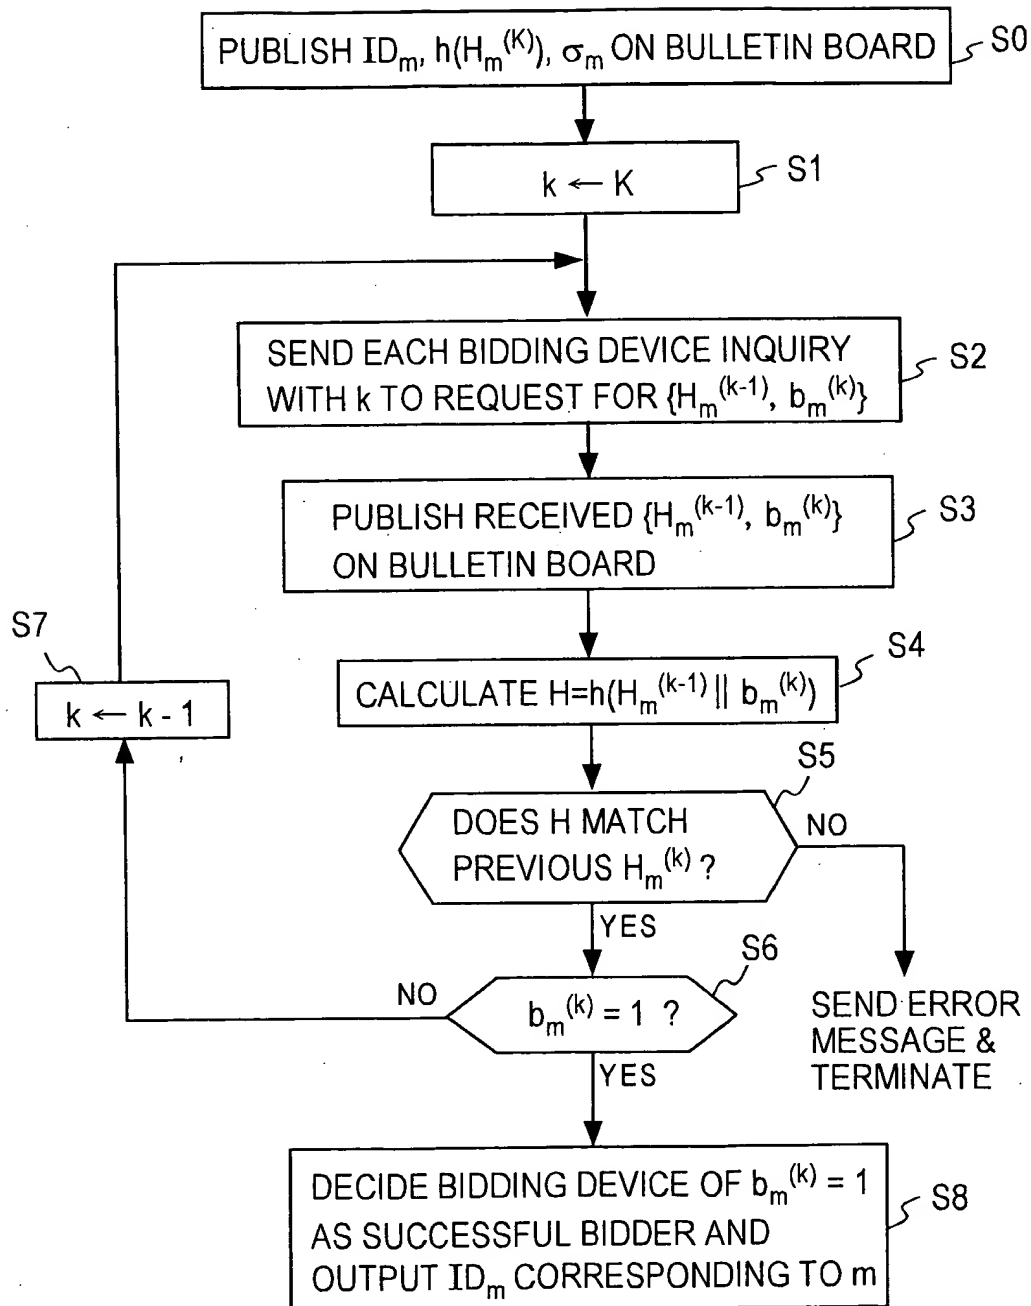 PUBLISH IDm, h(Hm(K)), σm ON BULLETIN BOARD
S0
k ← K
S1
SEND EACH BIDDING DEVICE INQUIRY
WITH k TO REQUEST FOR {Hm(k-1), bm(k)}
S2
PUBLISH RECEIVED {Hm(k-1), bm(k)}
ON BULLETIN BOARD
S3
CALCULATE H=h(Hm(k-1) || bm(k))
S4
S7
k ← k - 1
DOES H MATCH
PREVIOUS Hm(k) ?
S5
NO
YES
SEND ERROR
MESSAGE &
TERMINATE
bm(k) = 1 ?
S6
NO
YES
DECIDE BIDDING DEVICE OF bm(k) = 1
AS SUCCESSFUL BIDDER AND
OUTPUT IDm CORRESPONDING TO m
S8